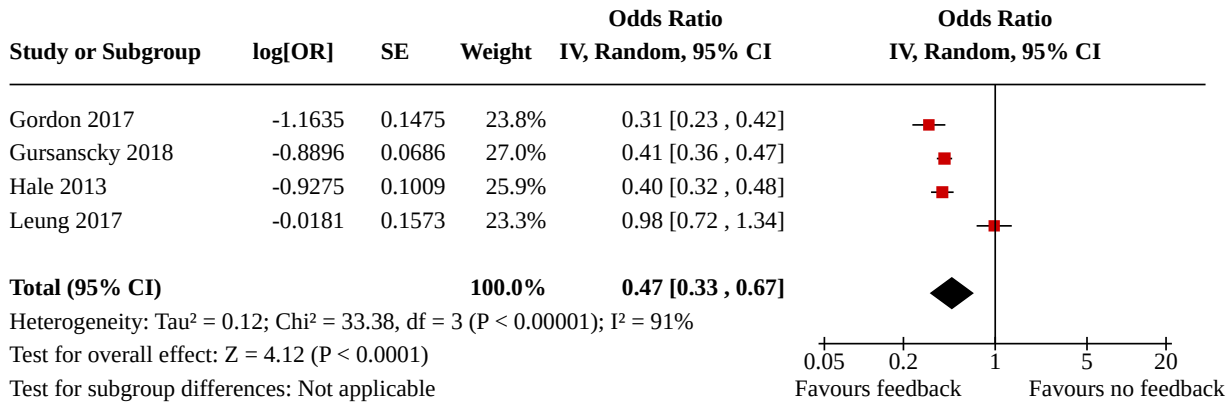 Odds Ratio Odds Ratio
Study or Subgroup log[OR] SE Weight IV, Random, 95% CI IV, Random, 95% CI
Gordon 2017 -1.1635 0.1475 23.8% 0.31 [0.23 , 0.42]
Gursanscky 2018 -0.8896 0.0686 27.0% 0.41 [0.36 , 0.47]
Hale 2013 -0.9275 0.1009 25.9% 0.40 [0.32 , 0.48]
Leung 2017 -0.0181 0.1573 23.3% 0.98 [0.72 , 1.34]
Total (95% CI) 100.0% 0.47 [0.33 , 0.67]
Heterogeneity: Tau² = 0.12; Chi² = 33.38, df = 3 (P < 0.00001); I² = 91%
Test for overall effect: Z = 4.12 (P < 0.0001) 0.05 0.2 1 5 20
Test for subgroup differences: Not applicable Favours feedback Favours no feedback